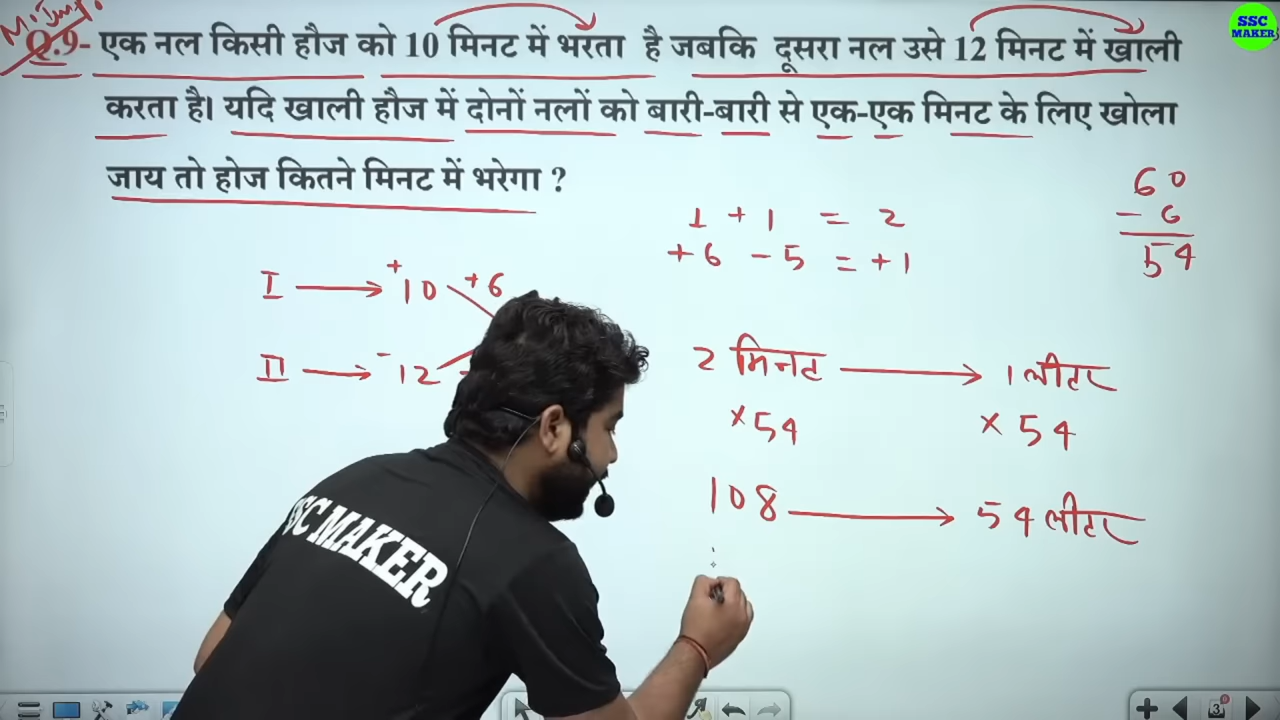 M. Imp.
Q.9- एक नल किसी हौज को 10 मिनट में भरता है जबकि दूसरा नल उसे 12 मिनट में खाली
करता है। यदि खाली हौज में दोनों नलों को बारी-बारी से एक-एक मिनट के लिए खोला
जाय तो होज कितने मिनट में भरेगा ?
SSC
MAKER
60
- 6
54
1 + 1 = 2
+6 - 5 = +1
I → +10 +6
II → -12
2 मिनट → 1 लीटर
×54 ×54
108 → 54 लीटर
SSC MAKER
3